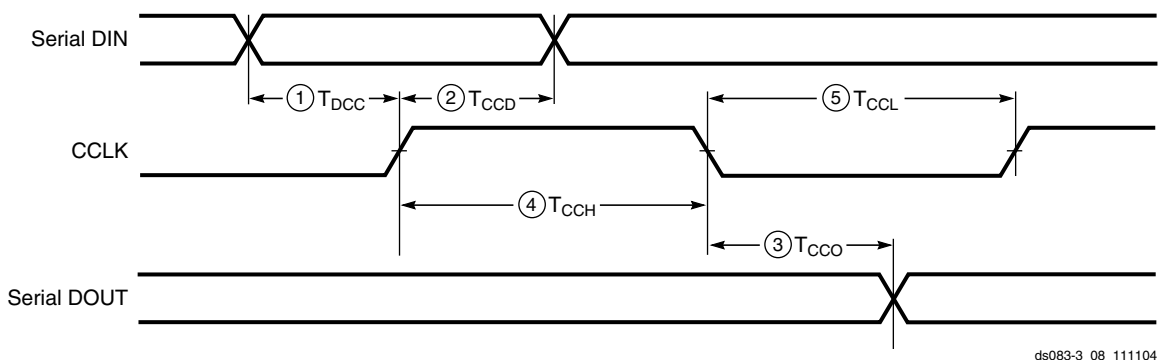 Serial DIN
① T_DCC ② T_CCD ⑤ T_CCL
CCLK
④ T_CCH
③ T_CCO
Serial DOUT
ds083-3_08_111104